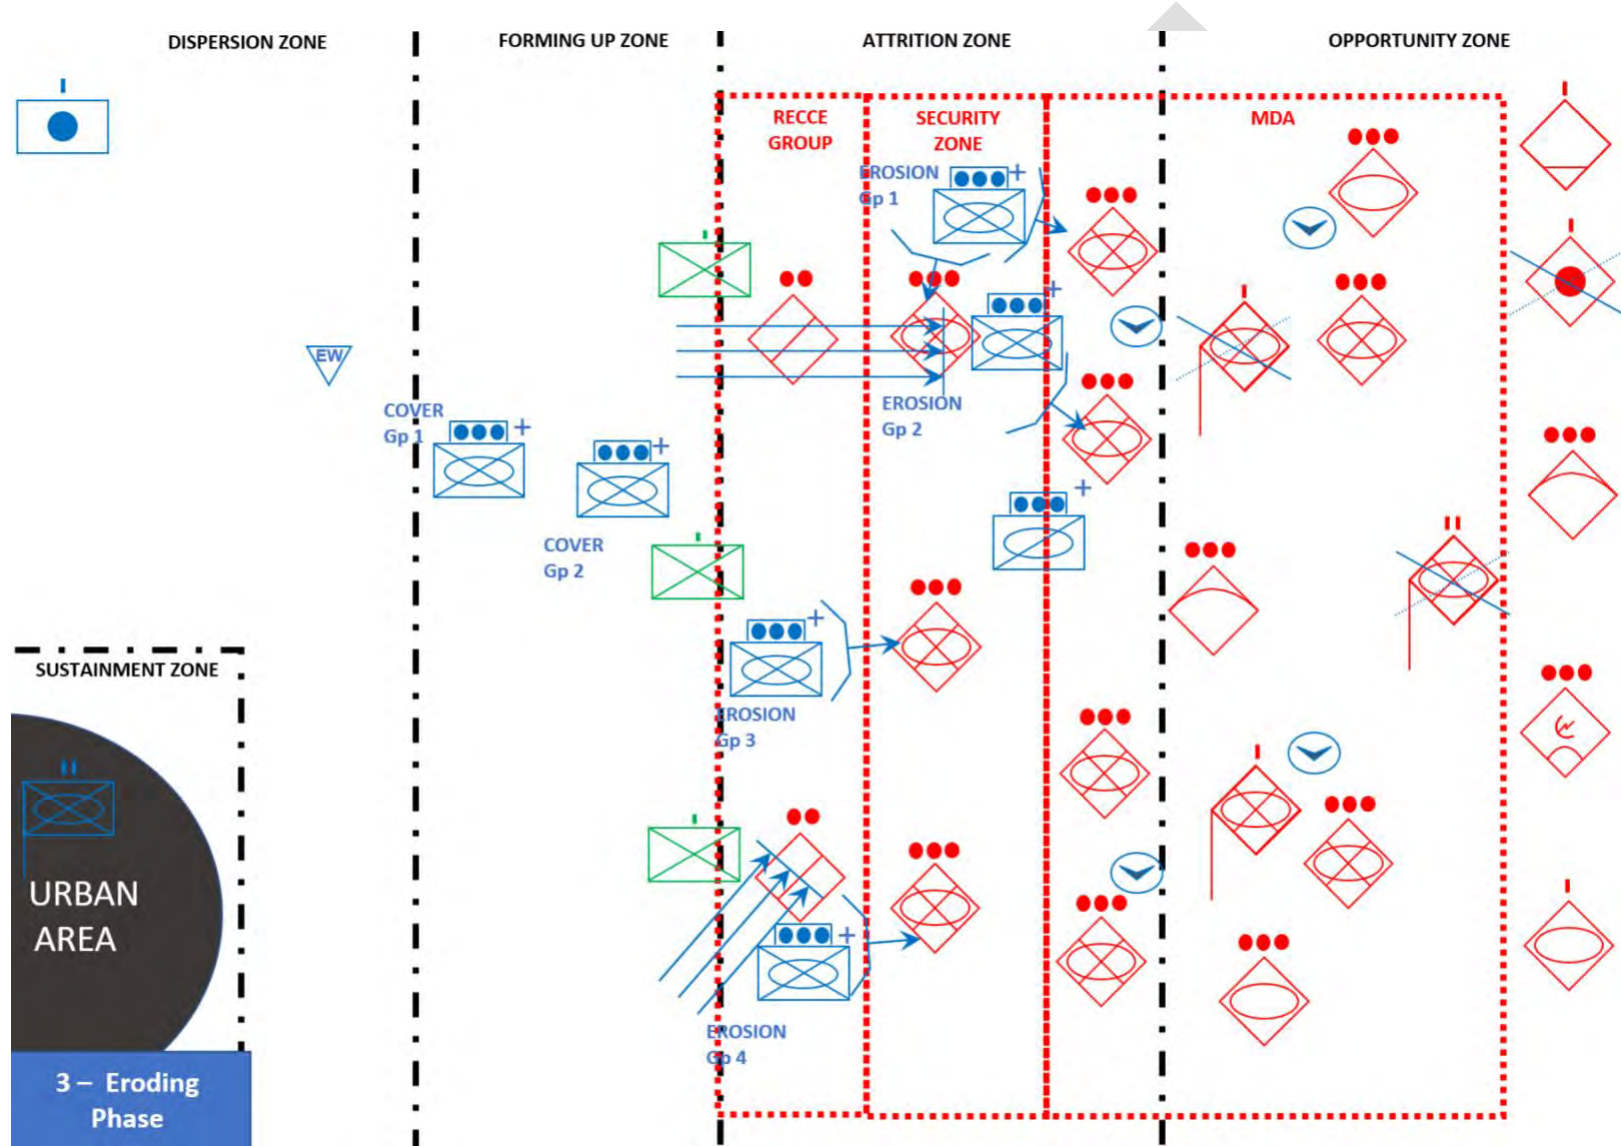 DISPERSION ZONE
FORMING UP ZONE
ATTRITION ZONE
OPPORTUNITY ZONE
RECCE
GROUP
SECURITY
ZONE
MDA
EROSION
Gp 1
EW
COVER
Gp 1
EROSION
Gp 2
COVER
Gp 2
SUSTAINMENT ZONE
EROSION
Gp 3
URBAN
AREA
EROSION
Gp 4
3 – Eroding
Phase